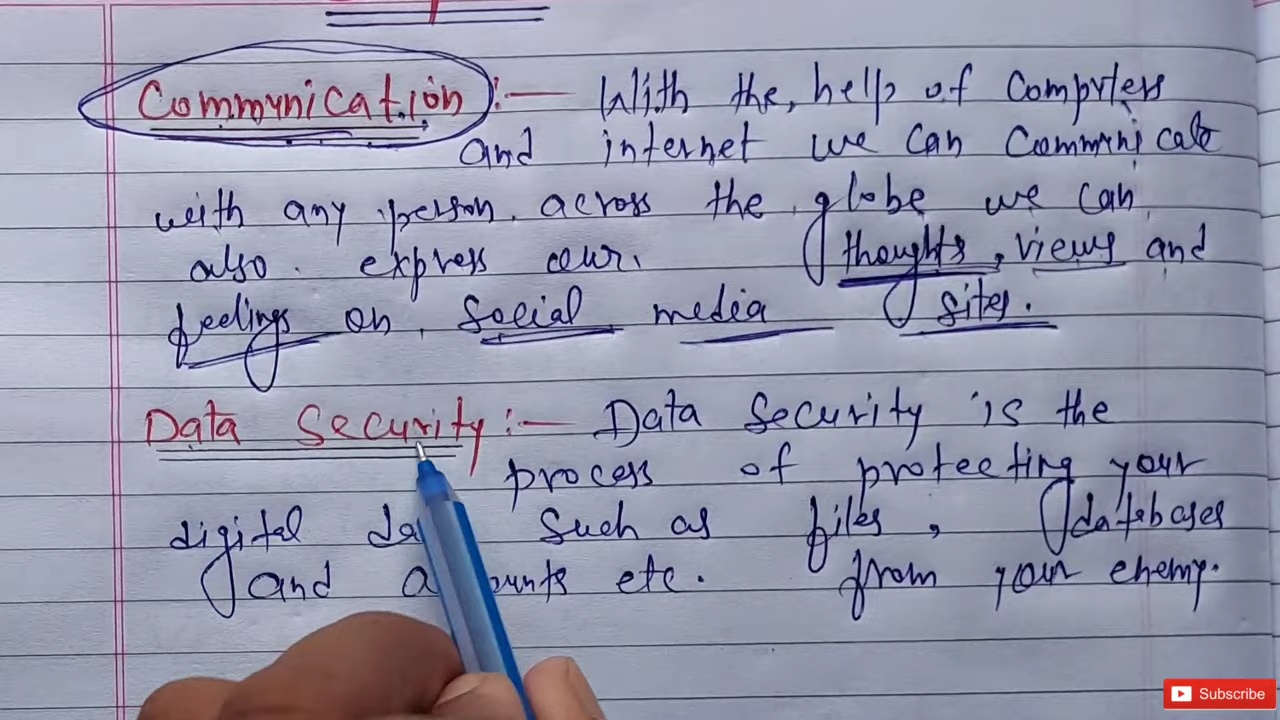 Communication :- With the help of Computers
and internet we can Communicate
with any person across the globe we can
also express our thoughts, views and
feelings on social media sites.
Data Security :- Data Security is the
process of protecting your
digital such as files, databases
and etc. from your enemy.
Subscribe